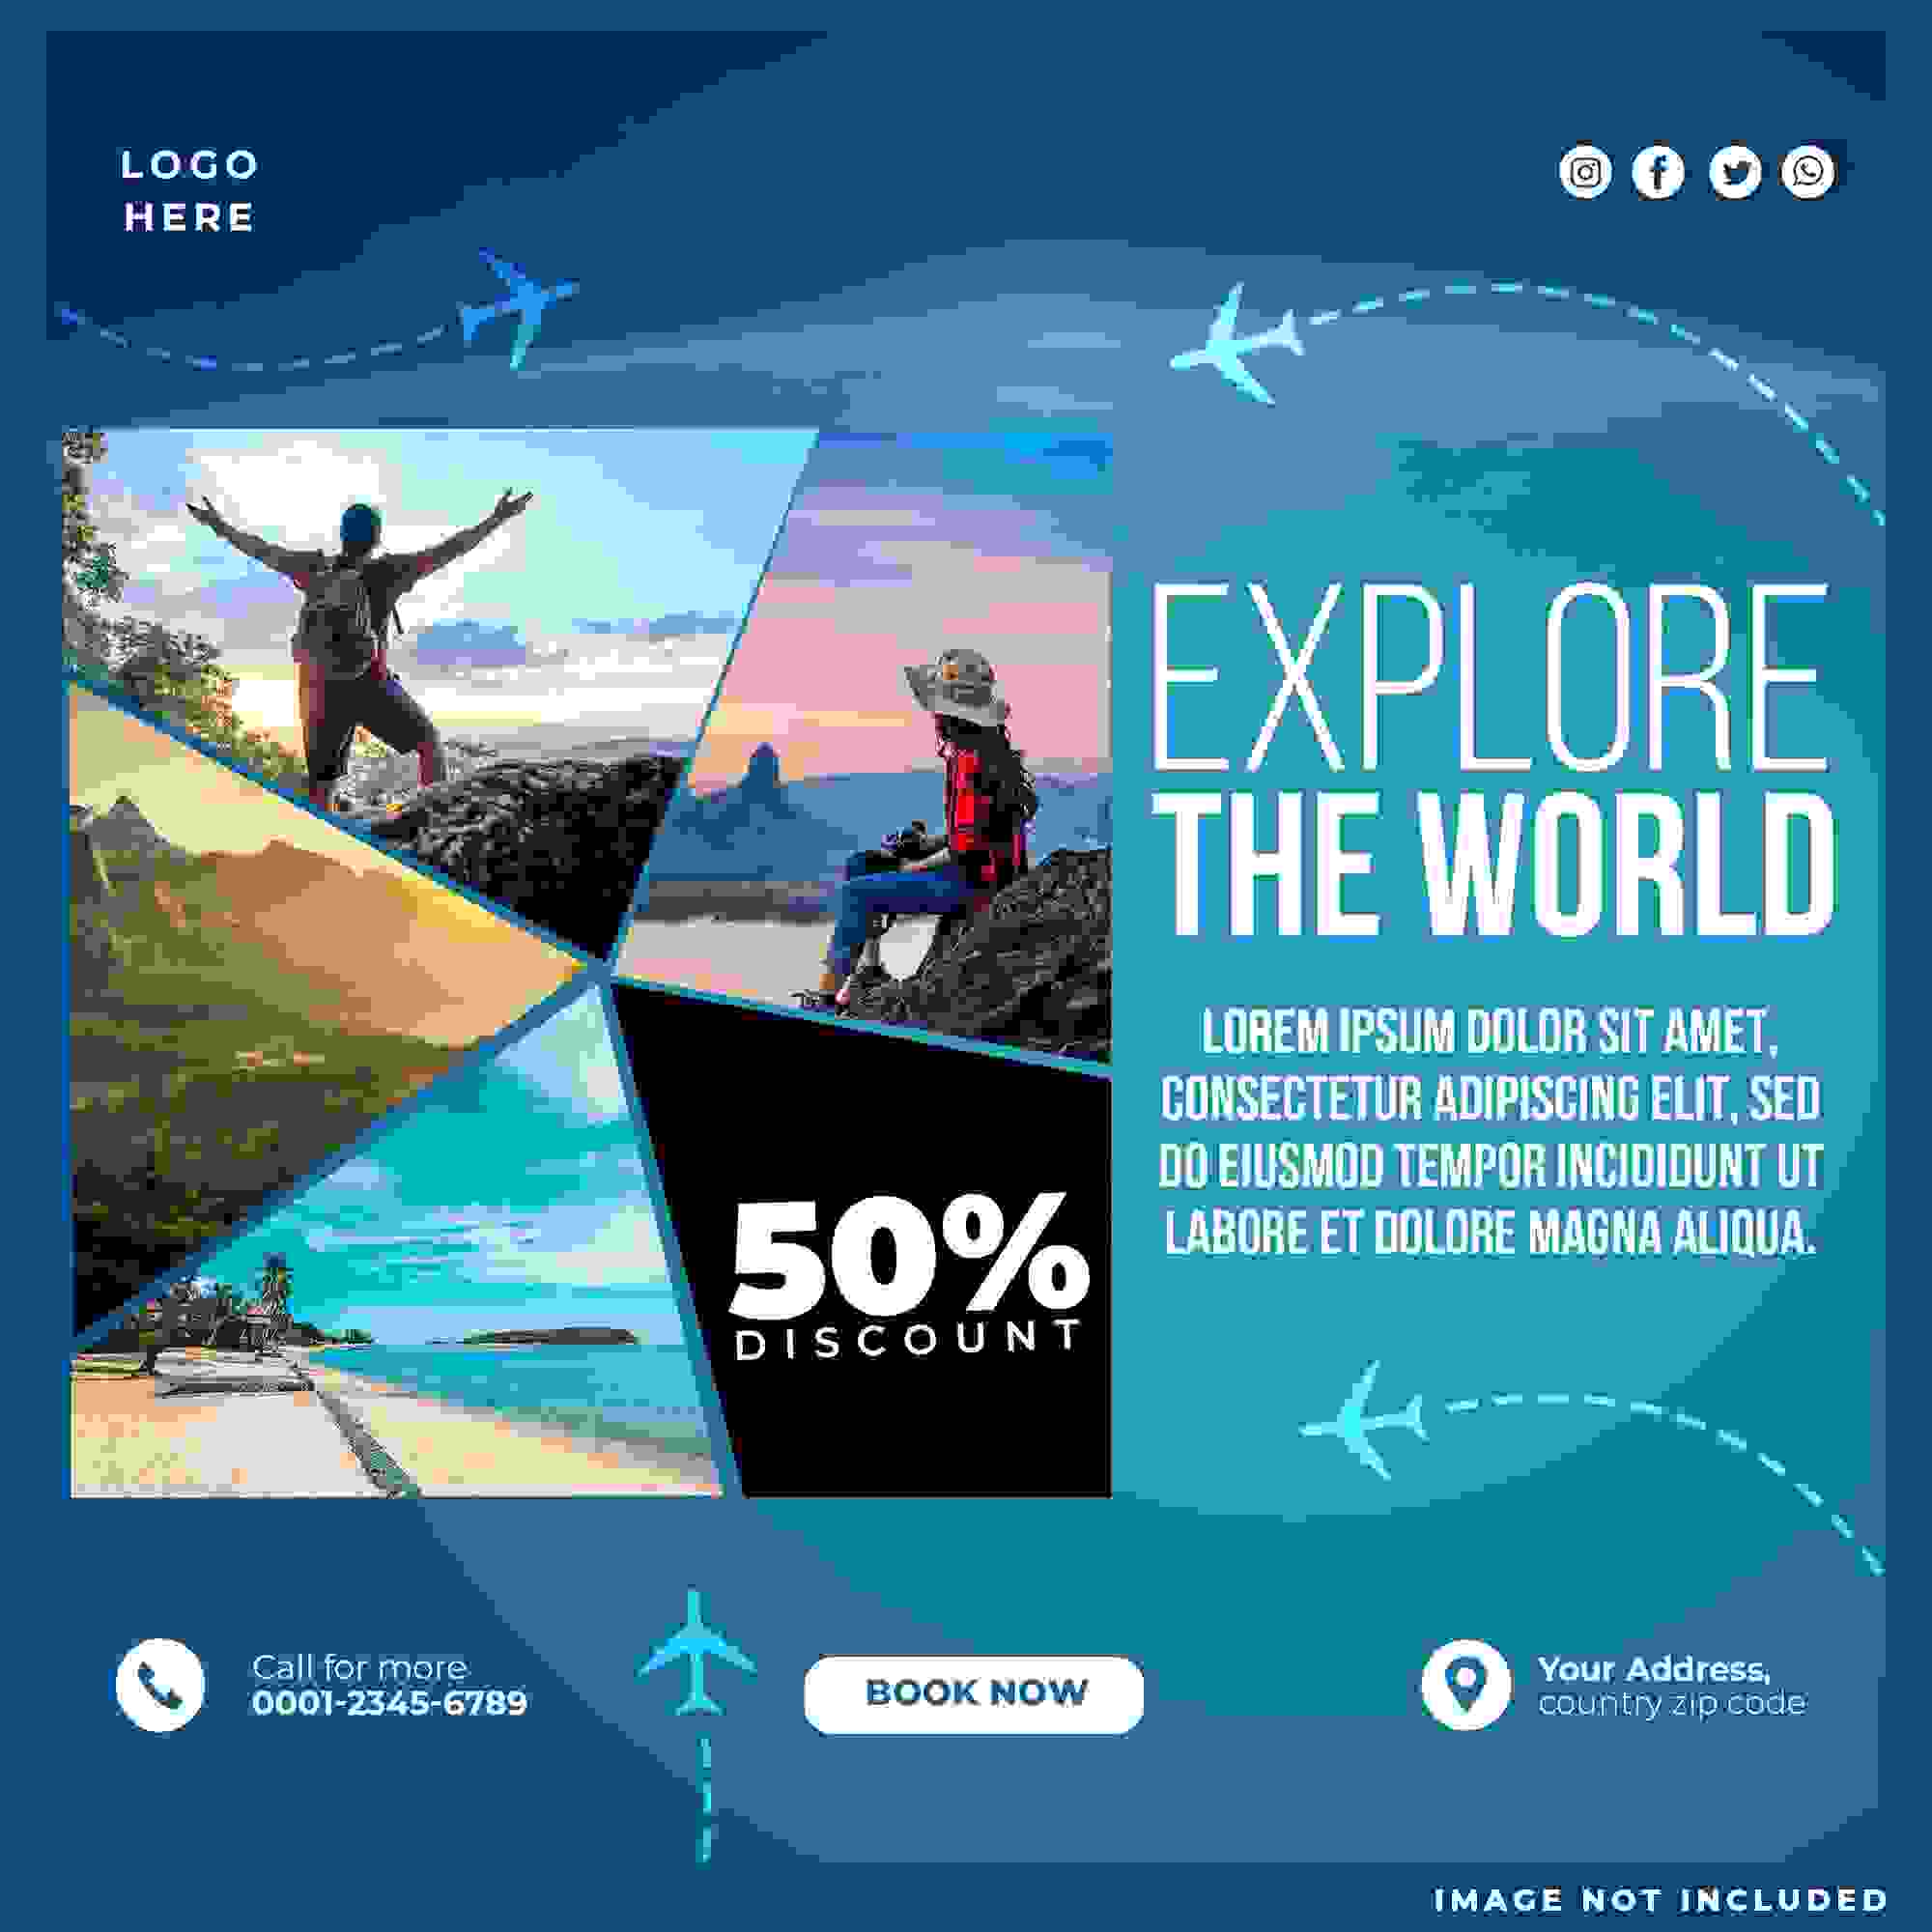 LOGO
HERE
EXPLORE
THE WORLD
LOREM IPSUM DOLOR SIT AMET,
CONSECTETUR ADIPISCING ELIT, SED
DO EIUSMOD TEMPOR INCIDIDUNT UT
LABORE ET DOLORE MAGNA ALIQUA.
50%
DISCOUNT
Call for more
0001-2345-6789
BOOK NOW
Your Address,
country zip code
IMAGE NOT INCLUDED